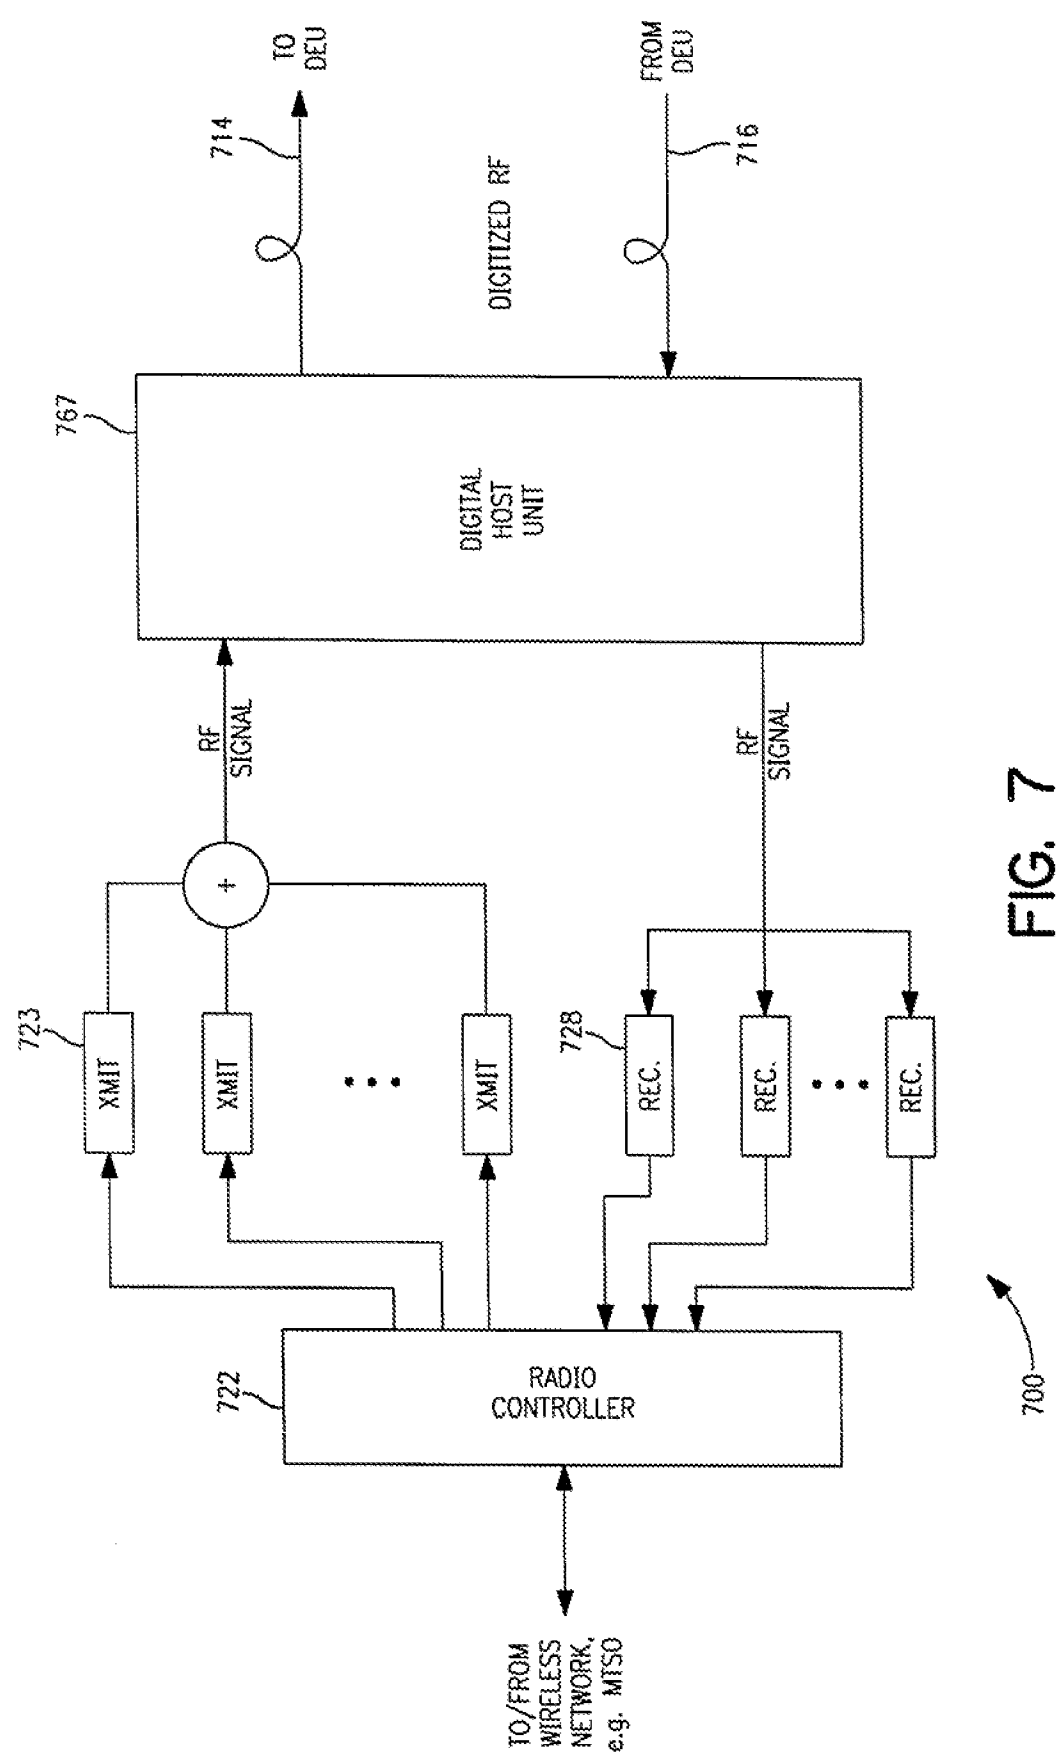 TO/FROM
WIRELESS
NETWORK,
e.g. MTSO
722
RADIO
CONTROLLER
723
XMIT
XMIT
XMIT
+
RF
SIGNAL
728
REC.
REC.
REC.
RF
SIGNAL
767
DIGITAL
HOST
UNIT
714
TO
DEU
DIGITIZED RF
716
FROM
DEU
700
FIG. 7